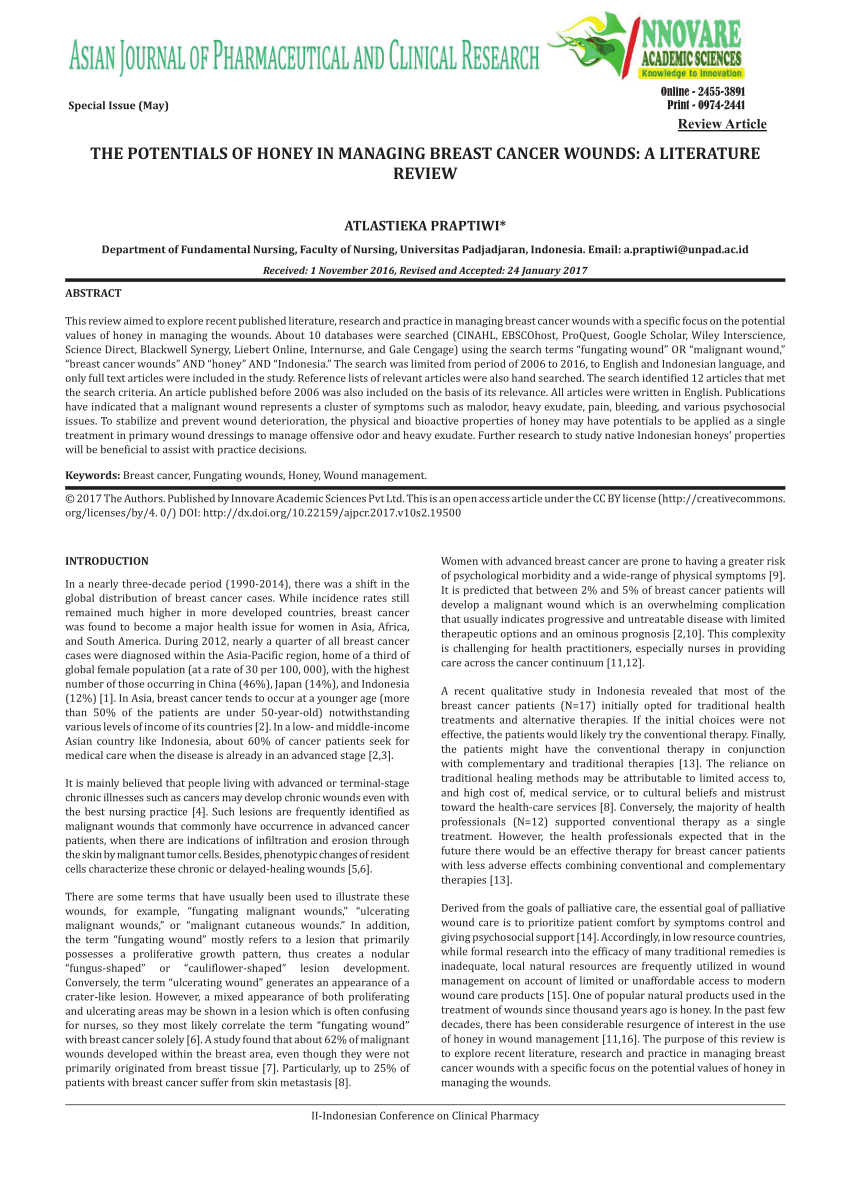 ASIAN JOURNAL OF PHARMACEUTICAL AND CLINICAL RESEARCH
NNOVARE
ACADEMIC SCIENCES
Knowledge to Innovation
Online - 2455-3891
Print - 0974-2441
Special Issue (May)
Review Article
THE POTENTIALS OF HONEY IN MANAGING BREAST CANCER WOUNDS: A LITERATURE
REVIEW
ATLASTIEKA PRAPTIWI*
Department of Fundamental Nursing, Faculty of Nursing, Universitas Padjadjaran, Indonesia. Email: a.praptiwi@unpad.ac.id
Received: 1 November 2016, Revised and Accepted: 24 January 2017
ABSTRACT
This review aimed to explore recent published literature, research and practice in managing breast cancer wounds with a specific focus on the potential
values of honey in managing the wounds. About 10 databases were searched (CINAHL, EBSCOhost, ProQuest, Google Scholar, Wiley Interscience,
Science Direct, Blackwell Synergy, Liebert Online, Internurse, and Gale Cengage) using the search terms “fungating wound” OR “malignant wound,”
“breast cancer wounds” AND “honey” AND “Indonesia.” The search was limited from period of 2006 to 2016, to English and Indonesian language, and
only full text articles were included in the study. Reference lists of relevant articles were also hand searched. The search identified 12 articles that met
the search criteria. An article published before 2006 was also included on the basis of its relevance. All articles were written in English. Publications
have indicated that a malignant wound represents a cluster of symptoms such as malodor, heavy exudate, pain, bleeding, and various psychosocial
issues. To stabilize and prevent wound deterioration, the physical and bioactive properties of honey may have potentials to be applied as a single
treatment in primary wound dressings to manage offensive odor and heavy exudate. Further research to study native Indonesian honeys’ properties
will be beneficial to assist with practice decisions.
Keywords: Breast cancer, Fungating wounds, Honey, Wound management.
© 2017 The Authors. Published by Innovare Academic Sciences Pvt Ltd. This is an open access article under the CC BY license (http://creativecommons.
org/licenses/by/4. 0/) DOI: http://dx.doi.org/10.22159/ajpcr.2017.v10s2.19500
INTRODUCTION
In a nearly three-decade period (1990-2014), there was a shift in the
global distribution of breast cancer cases. While incidence rates still
remained much higher in more developed countries, breast cancer
was found to become a major health issue for women in Asia, Africa,
and South America. During 2012, nearly a quarter of all breast cancer
cases were diagnosed within the Asia-Pacific region, home of a third of
global female population (at a rate of 30 per 100, 000), with the highest
number of those occurring in China (46%), Japan (14%), and Indonesia
(12%) [1]. In Asia, breast cancer tends to occur at a younger age (more
than 50% of the patients are under 50-year-old) notwithstanding
various levels of income of its countries [2]. In a low- and middle-income
Asian country like Indonesia, about 60% of cancer patients seek for
medical care when the disease is already in an advanced stage [2,3].
It is mainly believed that people living with advanced or terminal-stage
chronic illnesses such as cancers may develop chronic wounds even with
the best nursing practice [4]. Such lesions are frequently identified as
malignant wounds that commonly have occurrence in advanced cancer
patients, when there are indications of infiltration and erosion through
the skin by malignant tumor cells. Besides, phenotypic changes of resident
cells characterize these chronic or delayed-healing wounds [5,6].
There are some terms that have usually been used to illustrate these
wounds, for example, “fungating malignant wounds,” “ulcerating
malignant wounds,” or “malignant cutaneous wounds.” In addition,
the term “fungating wound” mostly refers to a lesion that primarily
possesses a proliferative growth pattern, thus creates a nodular
“fungus-shaped” or “cauliflower-shaped” lesion development.
Conversely, the term “ulcerating wound” generates an appearance of a
crater-like lesion. However, a mixed appearance of both proliferating
and ulcerating areas may be shown in a lesion which is often confusing
for nurses, so they most likely correlate the term “fungating wound”
with breast cancer solely [6]. A study found that about 62% of malignant
wounds developed within the breast area, even though they were not
primarily originated from breast tissue [7]. Particularly, up to 25% of
patients with breast cancer suffer from skin metastasis [8].
Women with advanced breast cancer are prone to having a greater risk
of psychological morbidity and a wide-range of physical symptoms [9].
It is predicted that between 2% and 5% of breast cancer patients will
develop a malignant wound which is an overwhelming complication
that usually indicates progressive and untreatable disease with limited
therapeutic options and an ominous prognosis [2,10]. This complexity
is challenging for health practitioners, especially nurses in providing
care across the cancer continuum [11,12].
A recent qualitative study in Indonesia revealed that most of the
breast cancer patients (N=17) initially opted for traditional health
treatments and alternative therapies. If the initial choices were not
effective, the patients would likely try the conventional therapy. Finally,
the patients might have the conventional therapy in conjunction
with complementary and traditional therapies [13]. The reliance on
traditional healing methods may be attributable to limited access to,
and high cost of, medical service, or to cultural beliefs and mistrust
toward the health-care services [8]. Conversely, the majority of health
professionals (N=12) supported conventional therapy as a single
treatment. However, the health professionals expected that in the
future there would be an effective therapy for breast cancer patients
with less adverse effects combining conventional and complementary
therapies [13].
Derived from the goals of palliative care, the essential goal of palliative
wound care is to prioritize patient comfort by symptoms control and
giving psychosocial support [14]. Accordingly, in low resource countries,
while formal research into the efficacy of many traditional remedies is
inadequate, local natural resources are frequently utilized in wound
management on account of limited or unaffordable access to modern
wound care products [15]. One of popular natural products used in the
treatment of wounds since thousand years ago is honey. In the past few
decades, there has been considerable resurgence of interest in the use
of honey in wound management [11,16]. The purpose of this review is
to explore recent literature, research and practice in managing breast
cancer wounds with a specific focus on the potential values of honey in
managing the wounds.
II-Indonesian Conference on Clinical Pharmacy